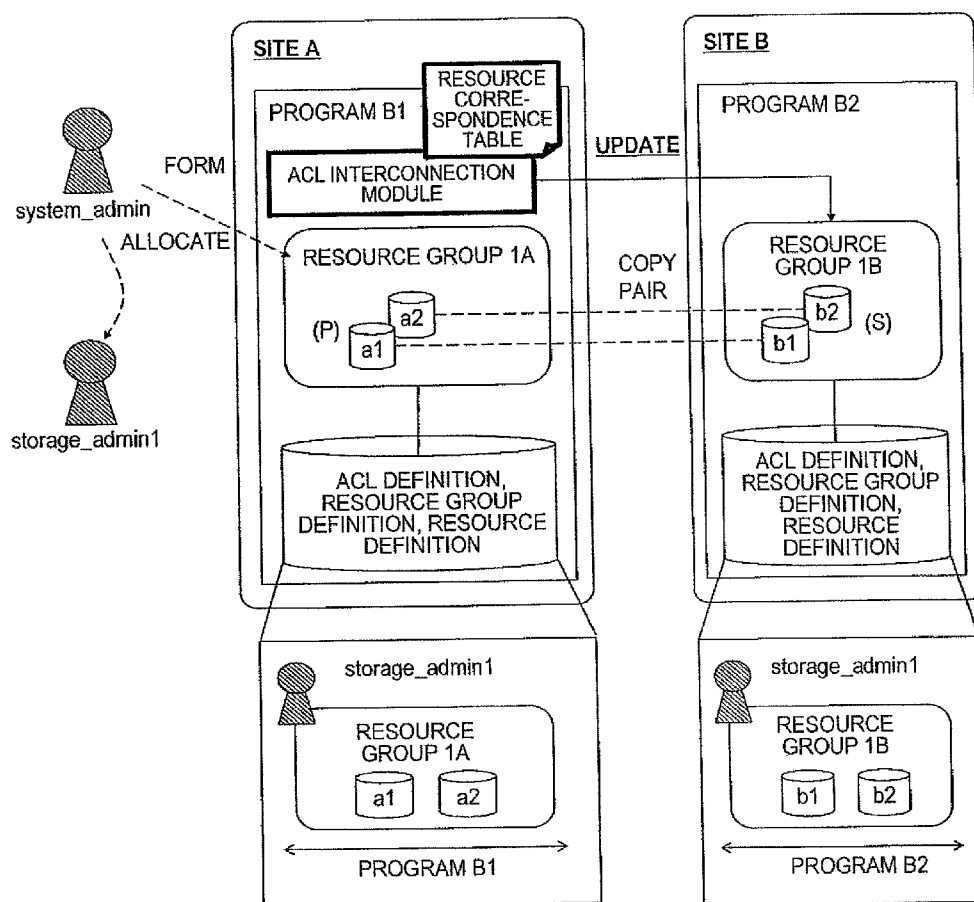 SITE A
PROGRAM B1
RESOURCE
CORRE-
SPONDENCE
TABLE
ACL INTERCONNECTION
MODULE
UPDATE
SITE B
PROGRAM B2
system_admin
FORM
ALLOCATE
storage_admin1
RESOURCE GROUP 1A
(P)
a2
a1
COPY
PAIR
RESOURCE
GROUP 1B
b2
b1
(S)
ACL DEFINITION,
RESOURCE GROUP
DEFINITION, RESOURCE
DEFINITION
ACL DEFINITION,
RESOURCE GROUP
DEFINITION,
RESOURCE
DEFINITION
storage_admin1
RESOURCE
GROUP 1A
a1 a2
PROGRAM B1
storage_admin1
RESOURCE
GROUP 1B
b1 b2
PROGRAM B2